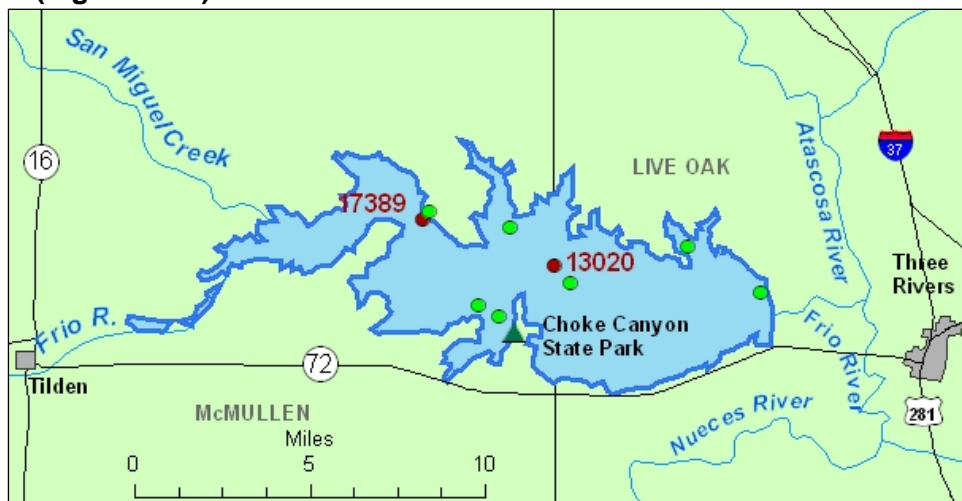 San Miguel Creek
16
17389
LIVE OAK
37
Atascosa River
13020
Three
Rivers
Frio R.
Choke Canyon
State Park
Frio River
72
Tilden
McMULLEN
Miles
0 5 10
Nueces River
281